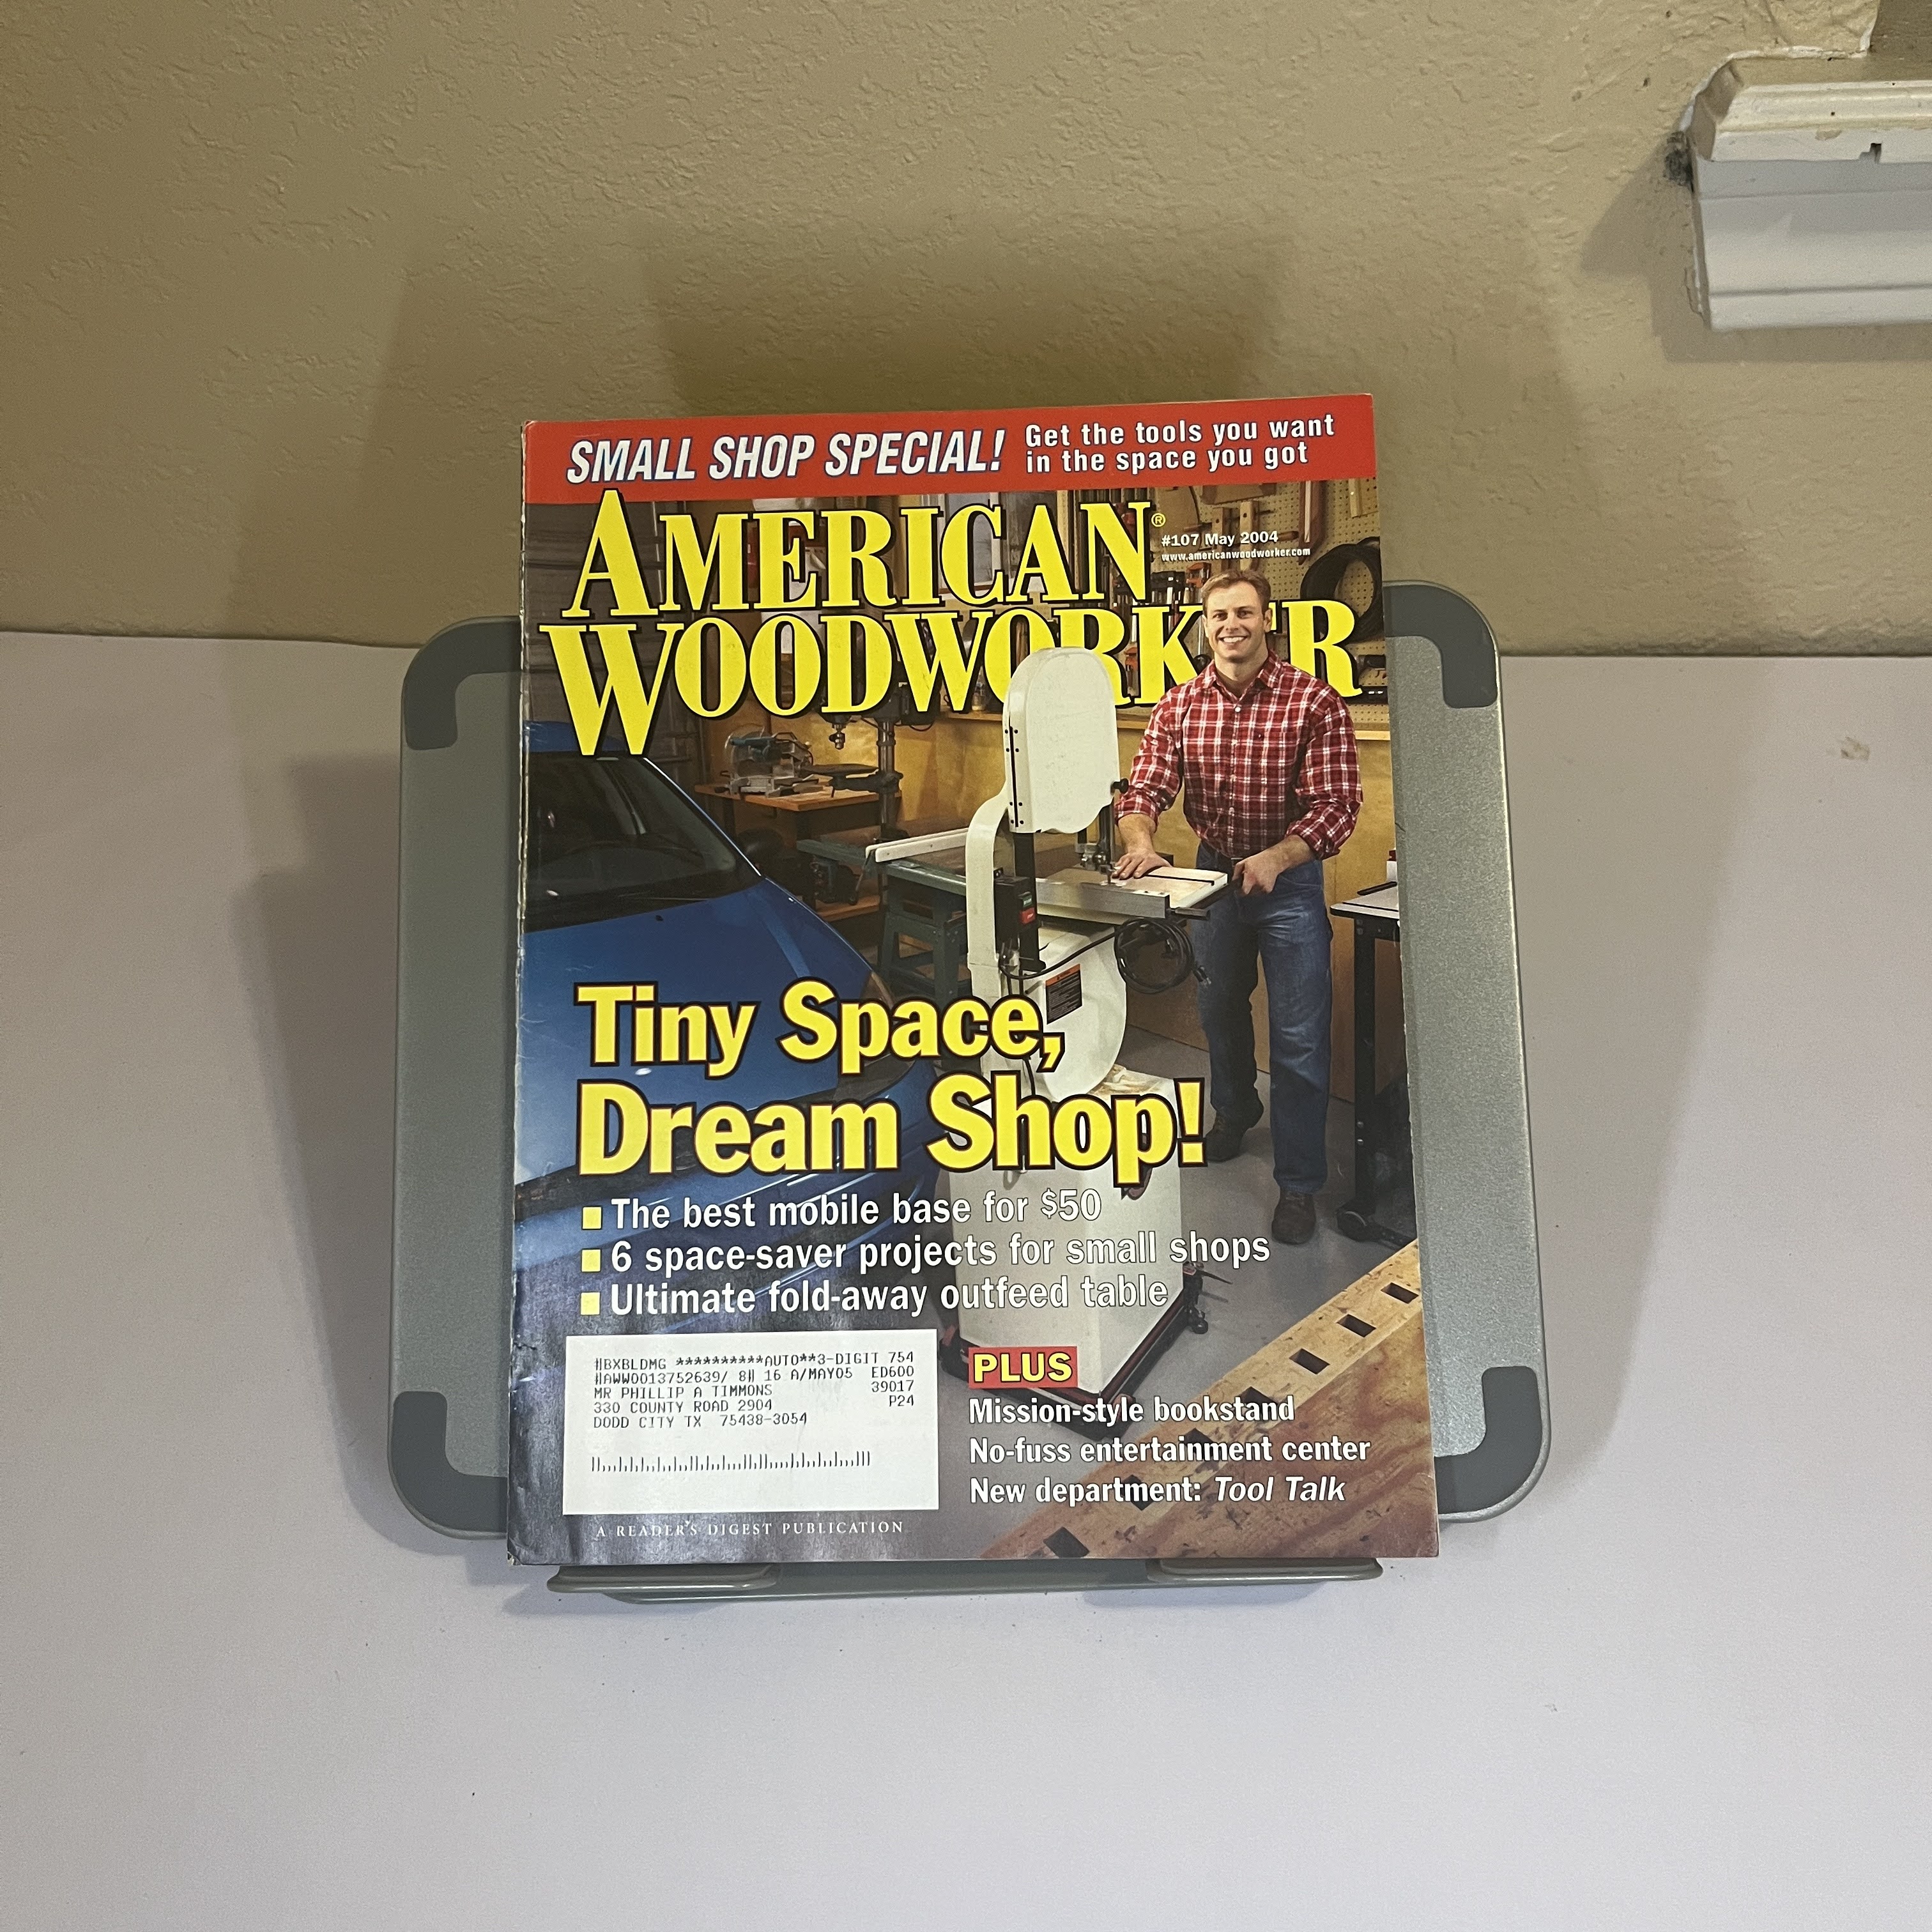 SMALL SHOP SPECIAL!
Get the tools you want
in the space you got
AMERICAN®
WOODWORKER
#107 May 2004
www.americanwoodworker.com
Tiny Space,
Dream Shop!
The best mobile base for $50
6 space-saver projects for small shops
Ultimate fold-away outfeed table
#BXBLDMG **********AUTO**3-DIGIT 754
#AWW0013752639/ 8# 16 A/MAY05 ED600
MR PHILLIP A TIMMONS 39017
330 COUNTY ROAD 2904 P24
DODD CITY TX 75438-3054
PLUS
Mission-style bookstand
No-fuss entertainment center
New department: Tool Talk
A READER'S DIGEST PUBLICATION